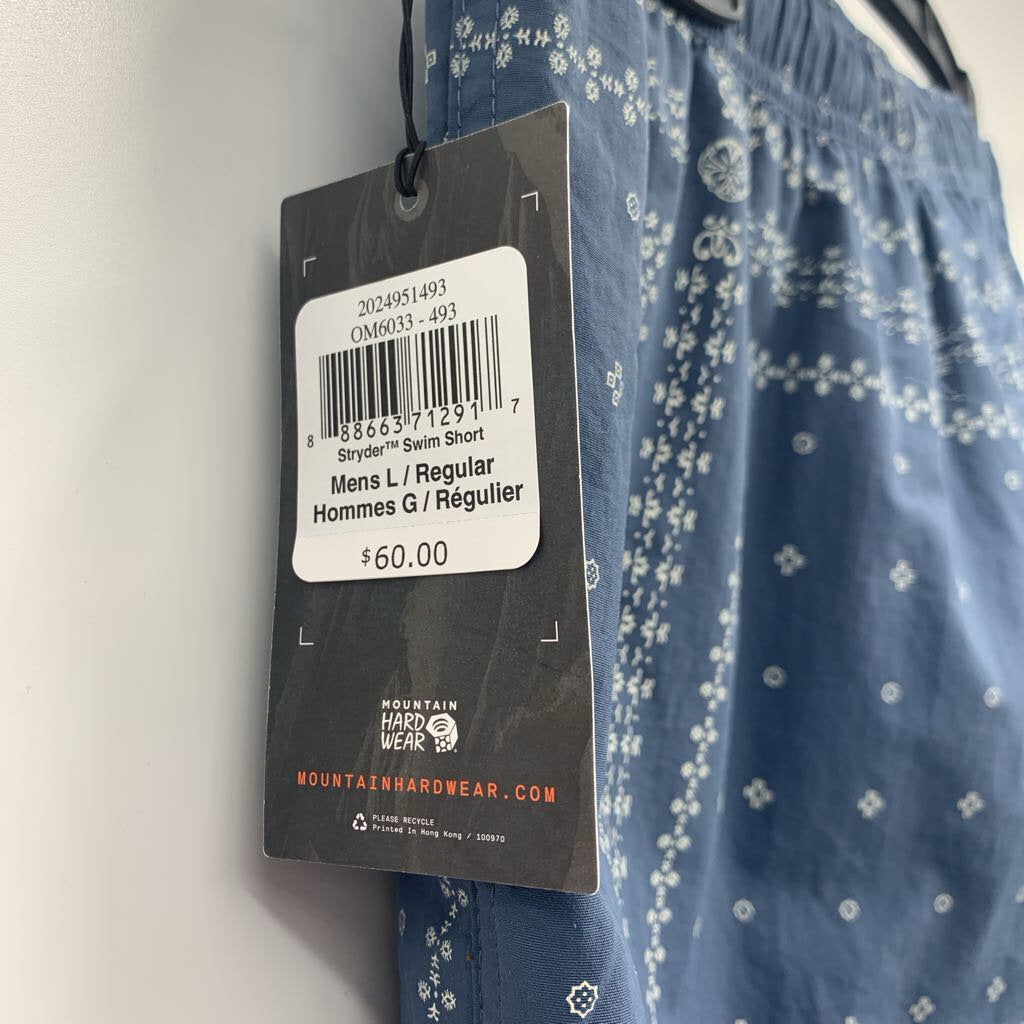 2024951493
OM6033 - 493
8 88663 71291 7
Stryder™ Swim Short
Mens L / Regular
Hommes G / Régulier
$60.00
MOUNTAIN
HARD
WEAR
MOUNTAINHARDWEAR.COM
PLEASE RECYCLE
Printed In Hong Kong / 100970